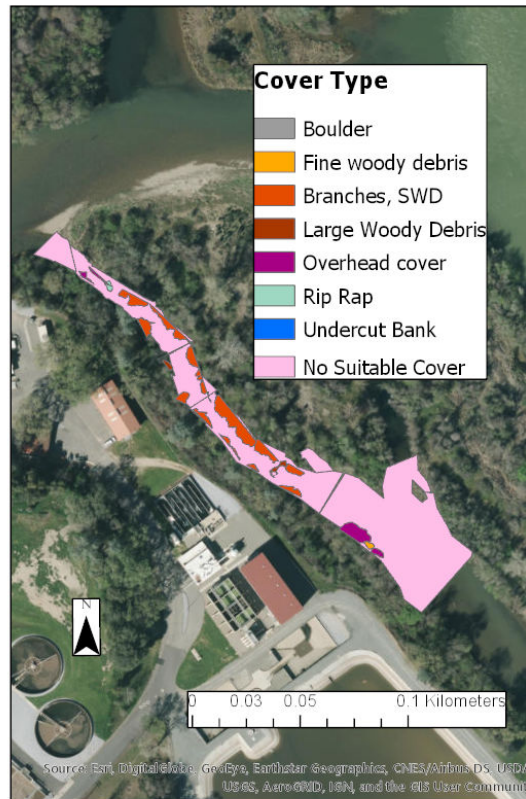 Cover Type
Boulder
Fine woody debris
Branches, SWD
Large Woody Debris
Overhead cover
Rip Rap
Undercut Bank
No Suitable Cover
N
0 0.03 0.05 0.1 Kilometers
Source: Esri, DigitalGlobe, GeoEye, Earthstar Geographics, CNES/Airbus DS, USDA
USGS, AeroGRID, IGN, and the GIS User Commun